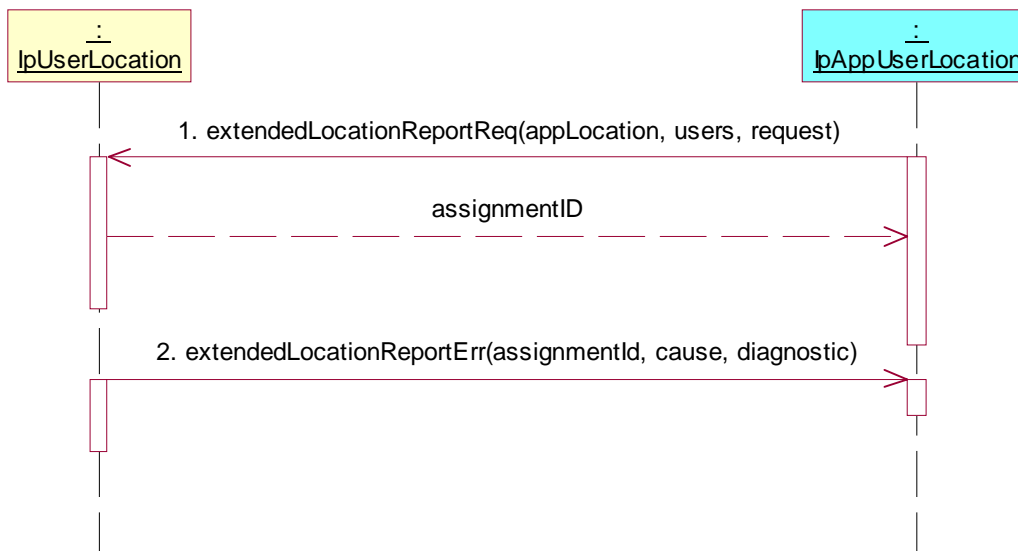 :
IpUserLocation
:
IpAppUserLocation
1. extendedLocationReportReq(appLocation, users, request)
assignmentID
2. extendedLocationReportErr(assignmentId, cause, diagnostic)